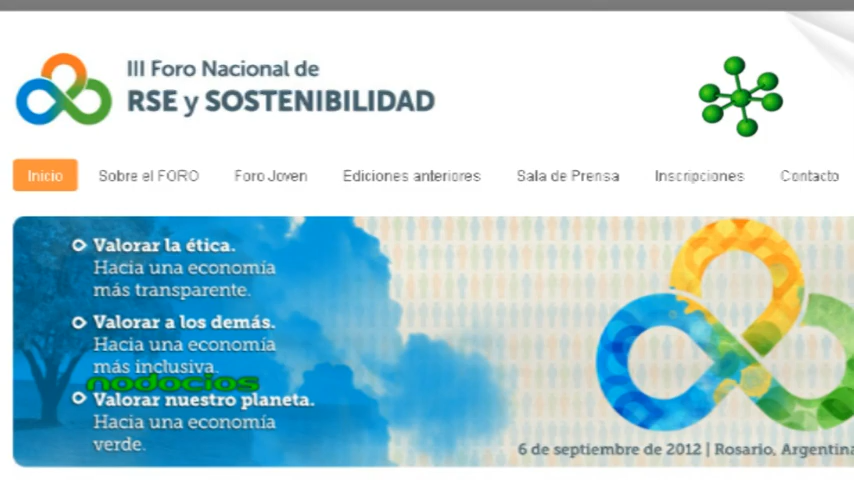 III Foro Nacional de
RSE y SOSTENIBILIDAD
Inicio Sobre el FORO Foro Joven Ediciones anteriores Sala de Prensa Inscripciones Contacto
Valorar la ética.
Hacia una economía
más transparente.
Valorar a los demás.
Hacia una economía
más inclusiva.
nodocios
Valorar nuestro planeta.
Hacia una economía
verde.
6 de septiembre de 2012 | Rosario, Argentina